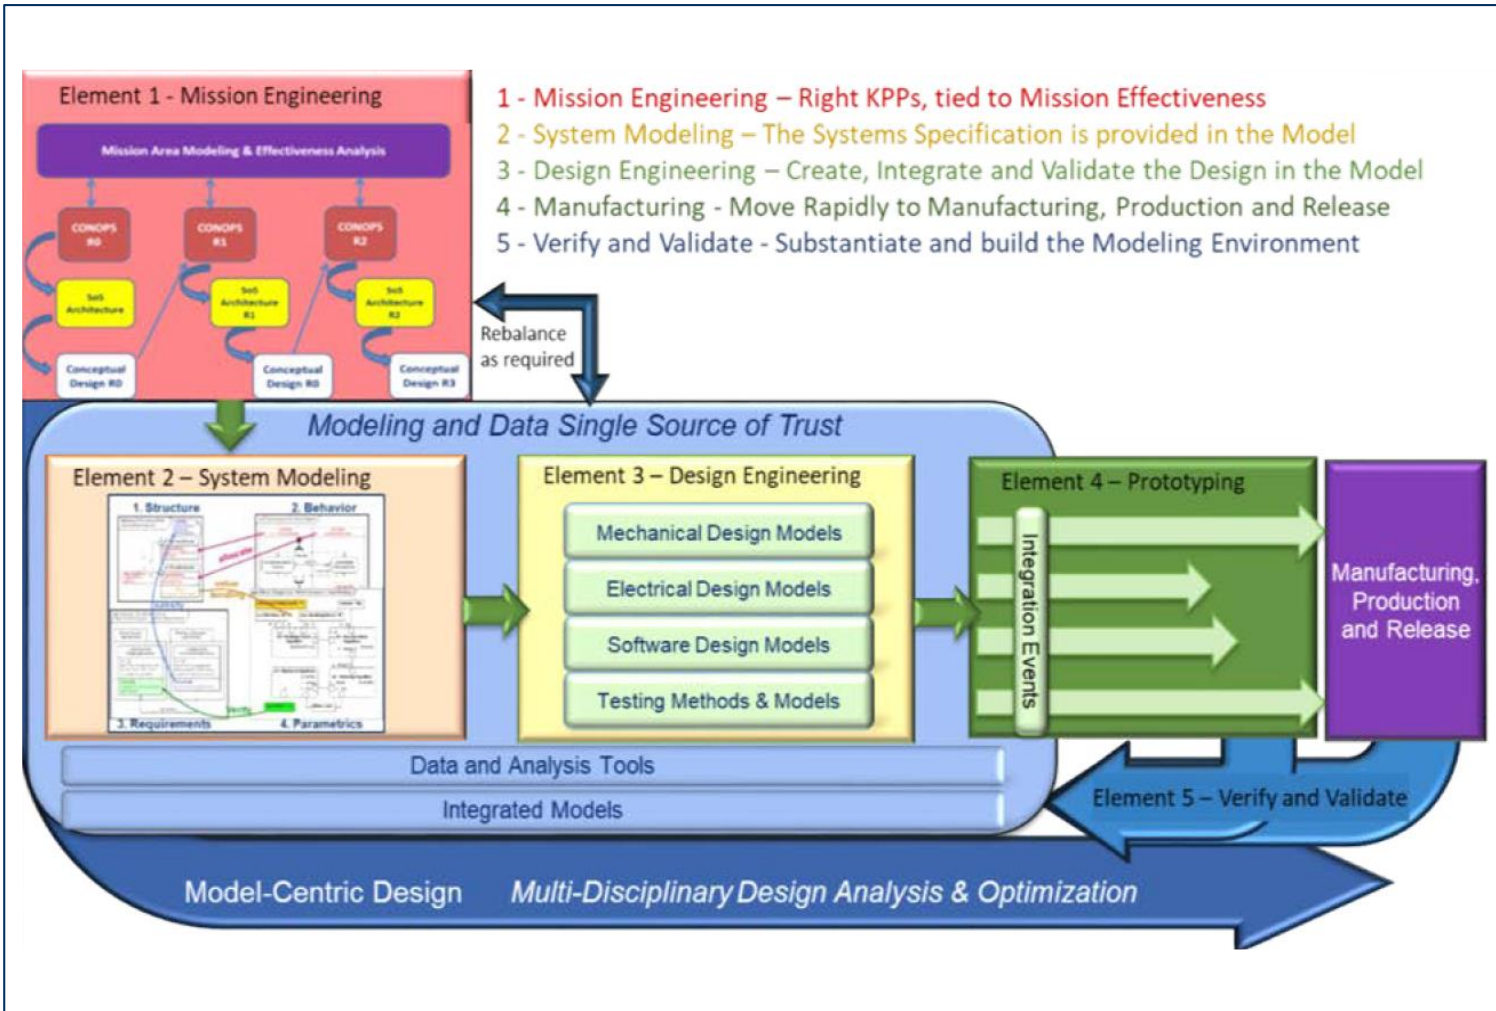 Element 1 - Mission Engineering
Mission Area Modeling & Effectiveness Analysis
CONOPS
R0
CONOPS
R1
CONOPS
R2
SoS
Architecture
SoS
Architecture
R1
SoS
Architecture
R2
Conceptual
Design R0
Conceptual
Design R0
Conceptual
Design R3
1 - Mission Engineering – Right KPPs, tied to Mission Effectiveness
2 - System Modeling – The Systems Specification is provided in the Model
3 - Design Engineering – Create, Integrate and Validate the Design in the Model
4 - Manufacturing - Move Rapidly to Manufacturing, Production and Release
5 - Verify and Validate - Substantiate and build the Modeling Environment
Rebalance
as required
Modeling and Data Single Source of Trust
Element 2 – System Modeling
1. Structure
2. Behavior
allocate
value
binding
satisfy
Verify
3. Requirements
4. Parametrics
Element 3 – Design Engineering
Mechanical Design Models
Electrical Design Models
Software Design Models
Testing Methods & Models
Element 4 – Prototyping
Integration Events
Manufacturing,
Production
and Release
Data and Analysis Tools
Integrated Models
Element 5 – Verify and Validate
Model-Centric Design Multi-Disciplinary Design Analysis & Optimization